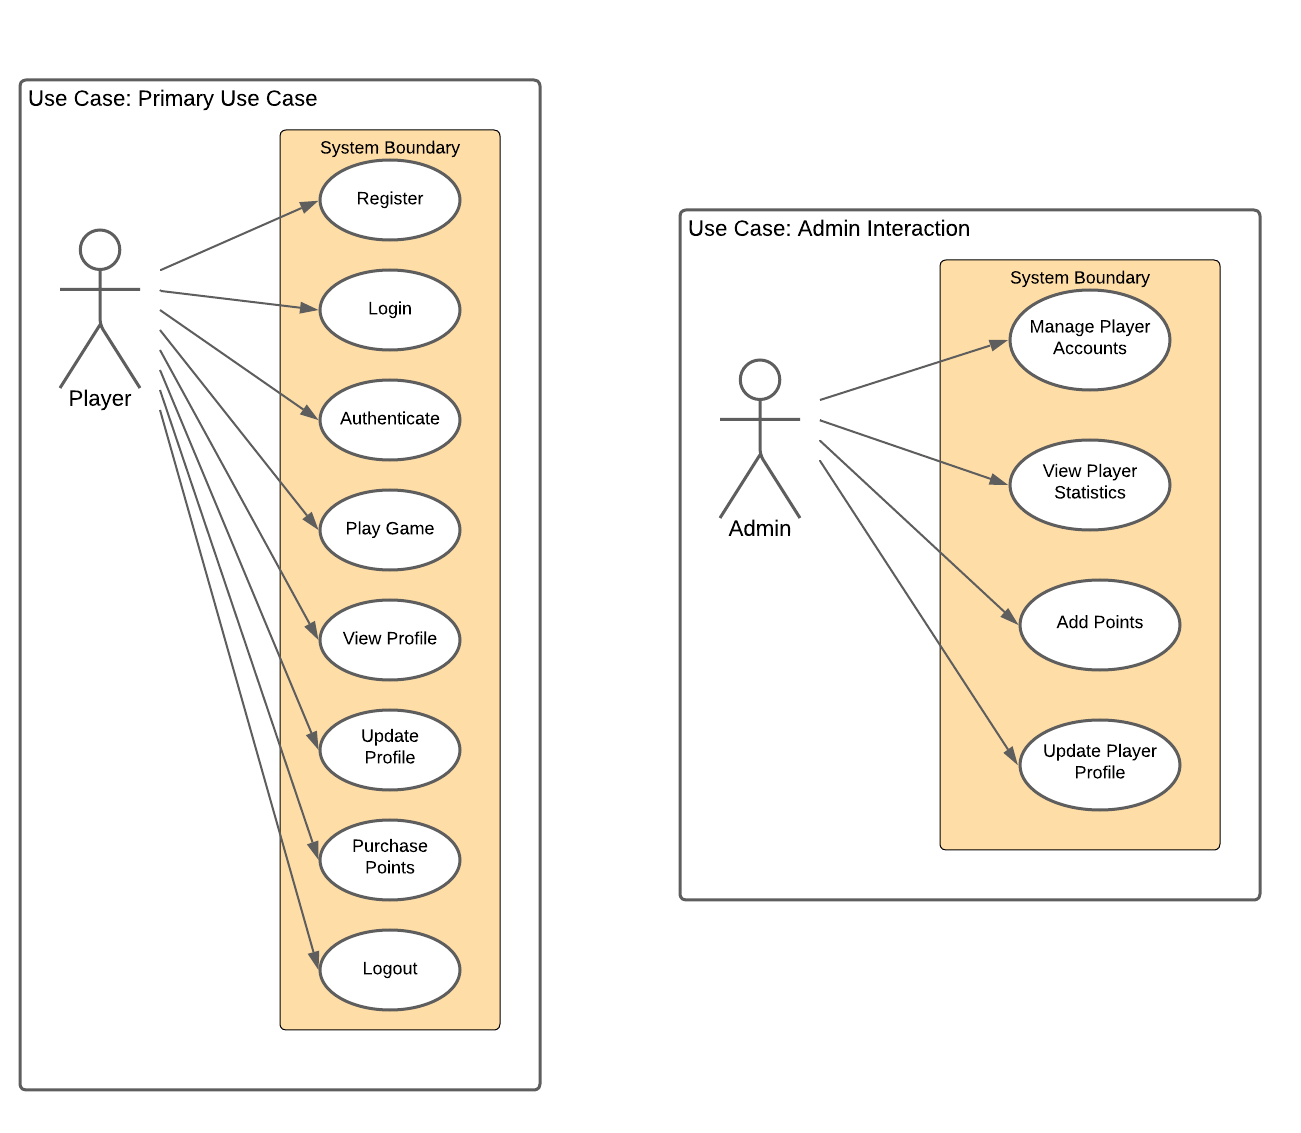 Use Case: Primary Use Case
System Boundary
Register
Login
Authenticate
Play Game
View Profile
Update
Profile
Purchase
Points
Logout
Player
Use Case: Admin Interaction
System Boundary
Manage Player
Accounts
View Player
Statistics
Add Points
Update Player
Profile
Admin